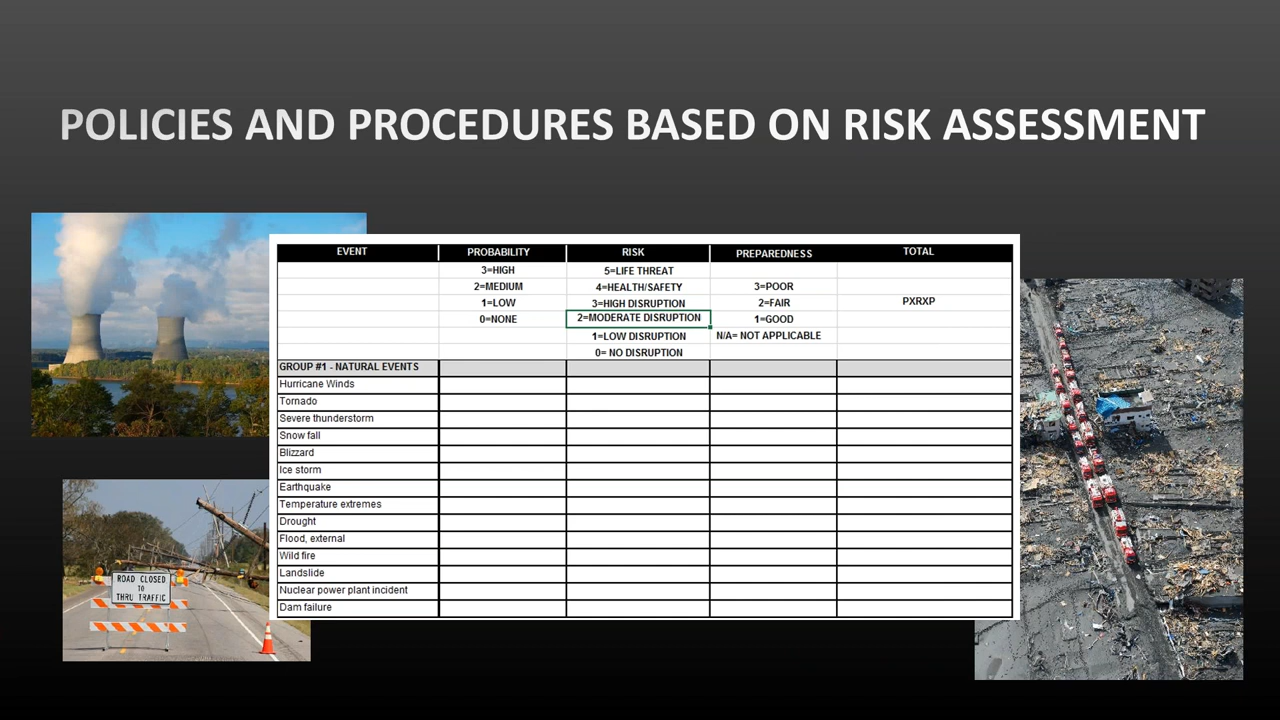 POLICIES AND PROCEDURES BASED ON RISK ASSESSMENT
EVENT PROBABILITY RISK PREPAREDNESS TOTAL
3=HIGH 5=LIFE THREAT
2=MEDIUM 4=HEALTH/SAFETY 3=POOR
1=LOW 3=HIGH DISRUPTION 2=FAIR PXRXP
0=NONE 2=MODERATE DISRUPTION 1=GOOD
1=LOW DISRUPTION N/A= NOT APPLICABLE
0= NO DISRUPTION
GROUP #1 - NATURAL EVENTS
Hurricane Winds
Tornado
Severe thunderstorm
Snow fall
Blizzard
Ice storm
Earthquake
Temperature extremes
Drought
Flood, external
Wild fire
Landslide
Nuclear power plant incident
Dam failure
ROAD CLOSED
TO
THRU TRAFFIC